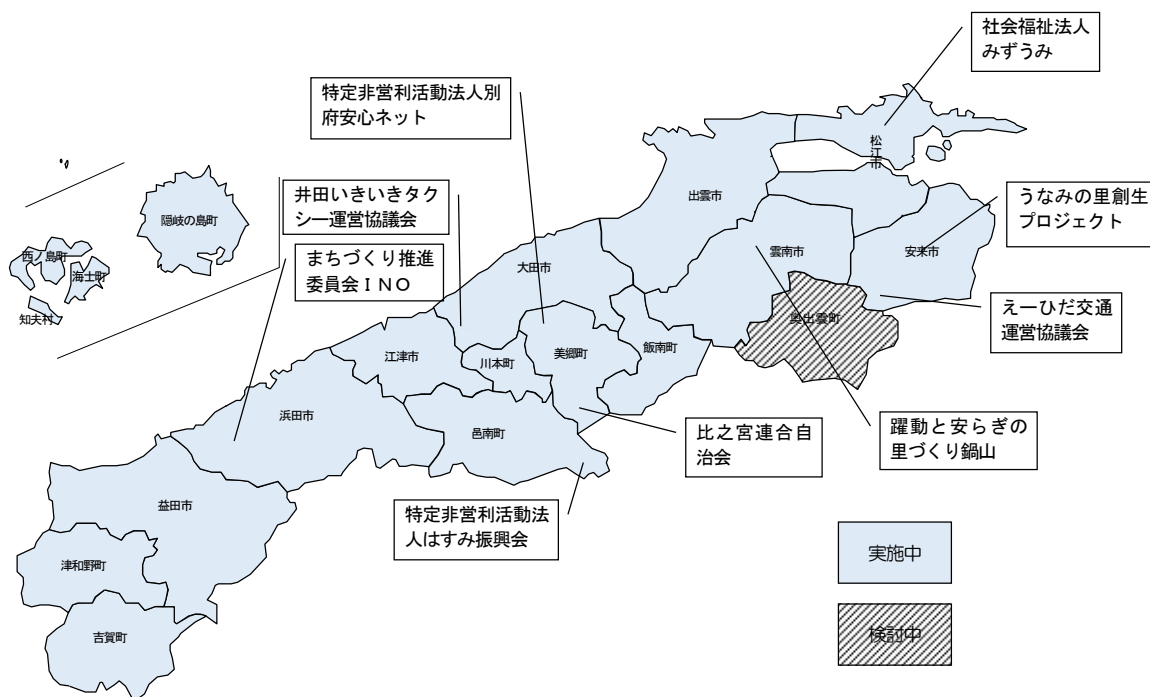 社会福祉法人
みずうみ
特定非営利活動法人別
府安心ネット
松江市
出雲市
井田いきいきタク
シー運営協議会
うなみの里創生
プロジェクト
隠岐の島町
雲南市
安来市
西ノ島町
まちづくり推進
委員会ＩＮＯ
大田市
海士町
えーひだ交通
運営協議会
知夫村
奥出雲町
江津市
川本町
美郷町
飯南町
浜田市
邑南町
比之宮連合自
治会
躍動と安らぎの
里づくり鍋山
益田市
特定非営利活動法
人はすみ振興会
実施中
津和野町
検討中
吉賀町